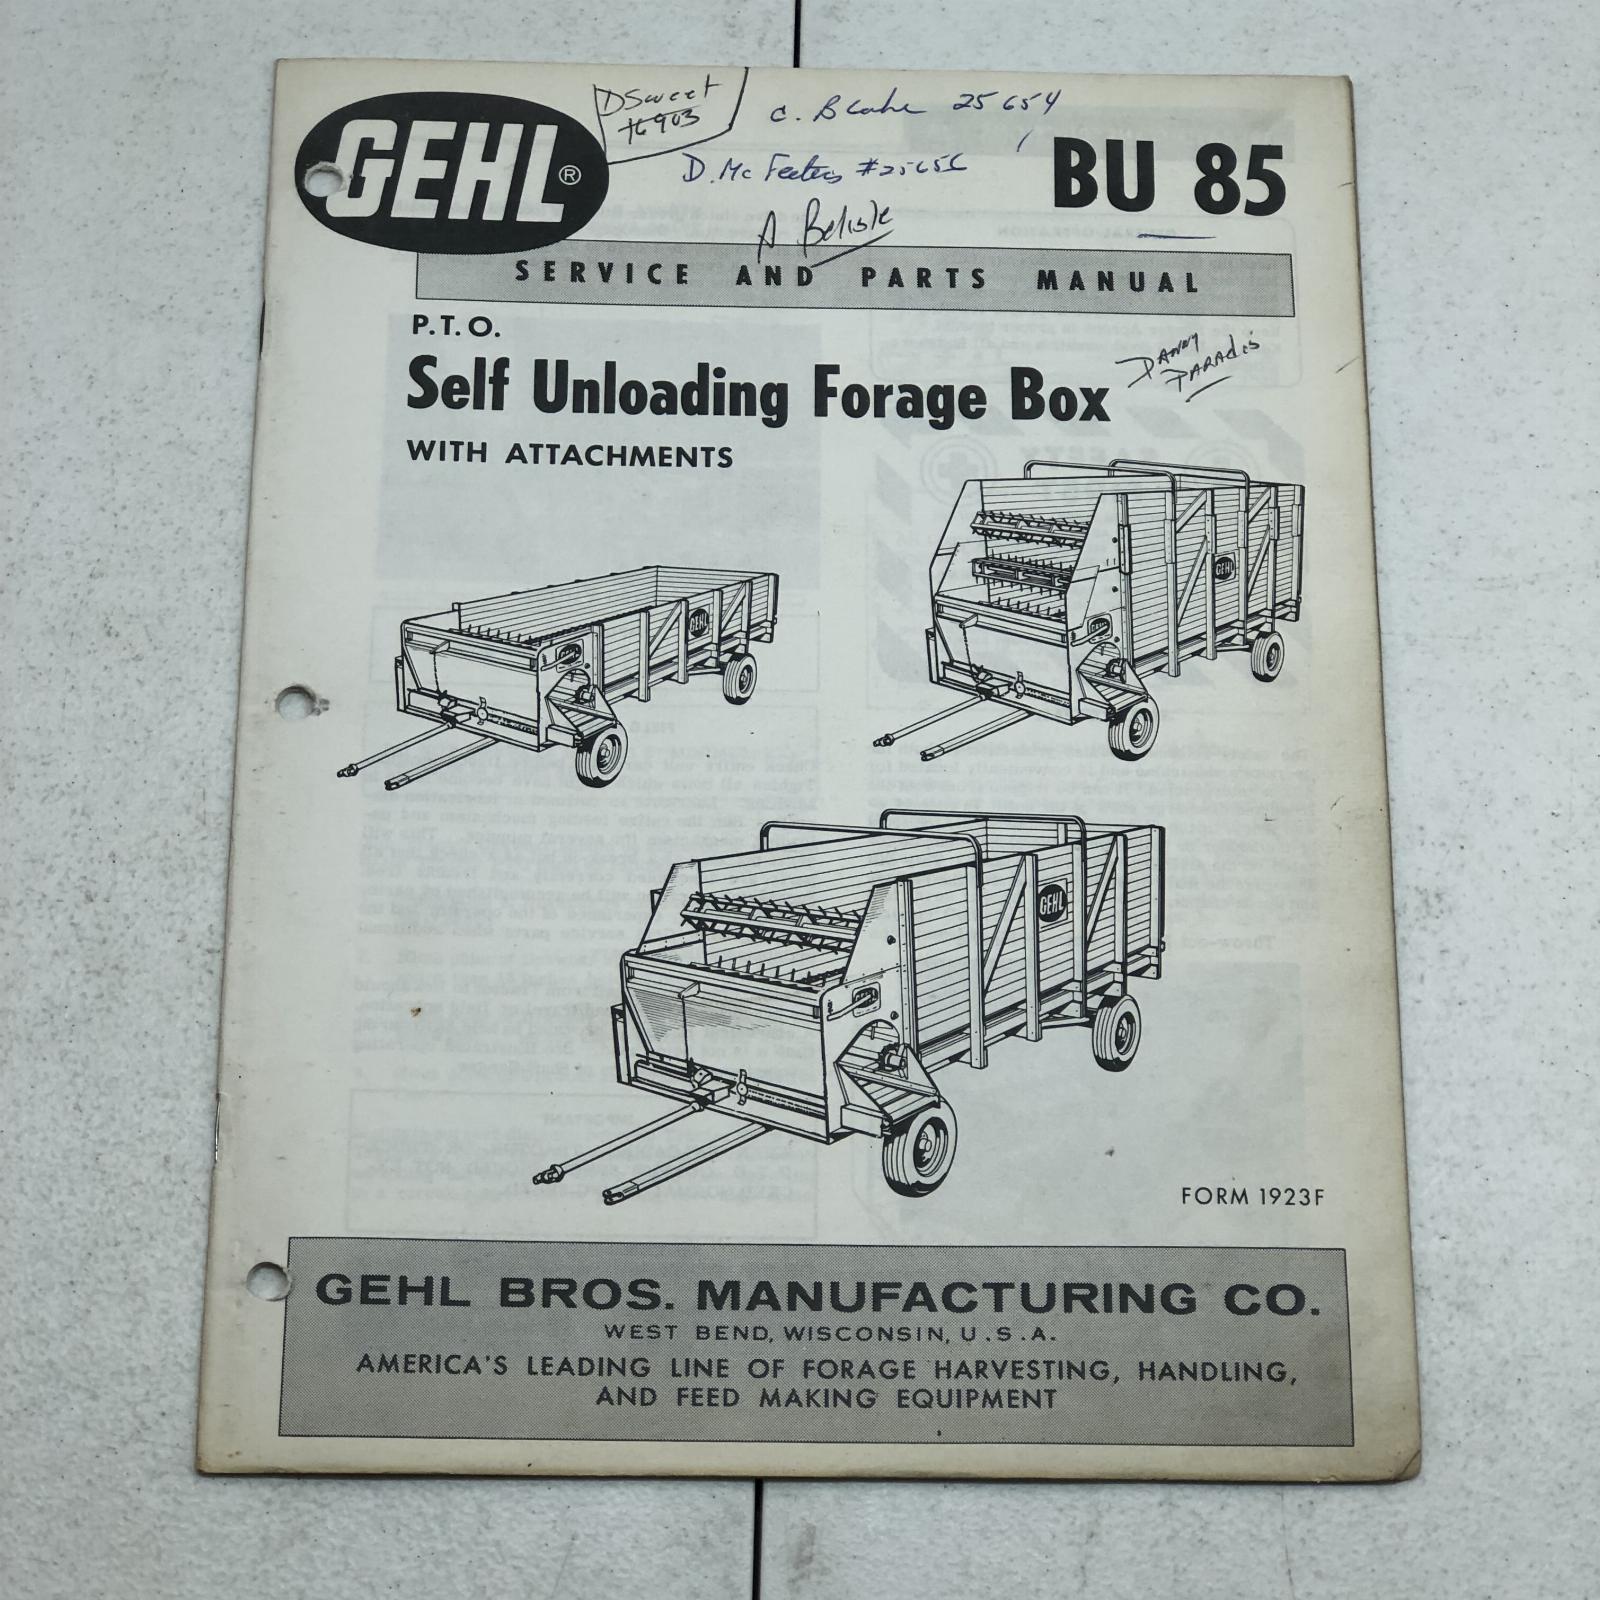 GEHL®
DSweet
16903
C. Blake 25654
D. McFeeters #25656
A Belisle
BU 85
SERVICE AND PARTS MANUAL
P.T.O.
Self Unloading Forage Box
WITH ATTACHMENTS
Danny
Paradis
GEHL
GEHL
GEHL
FORM 1923F
GEHL BROS. MANUFACTURING CO.
WEST BEND, WISCONSIN, U.S.A.
AMERICA'S LEADING LINE OF FORAGE HARVESTING, HANDLING,
AND FEED MAKING EQUIPMENT